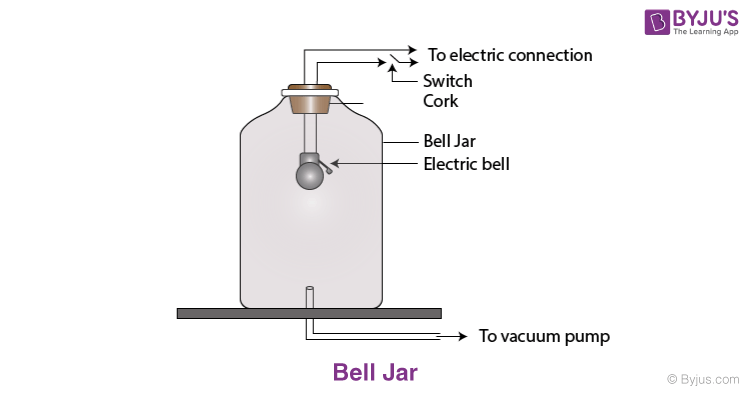 BYJU'S
The Learning App
To electric connection
Switch
Cork
Bell Jar
Electric bell
To vacuum pump
Bell Jar
© Byjus.com